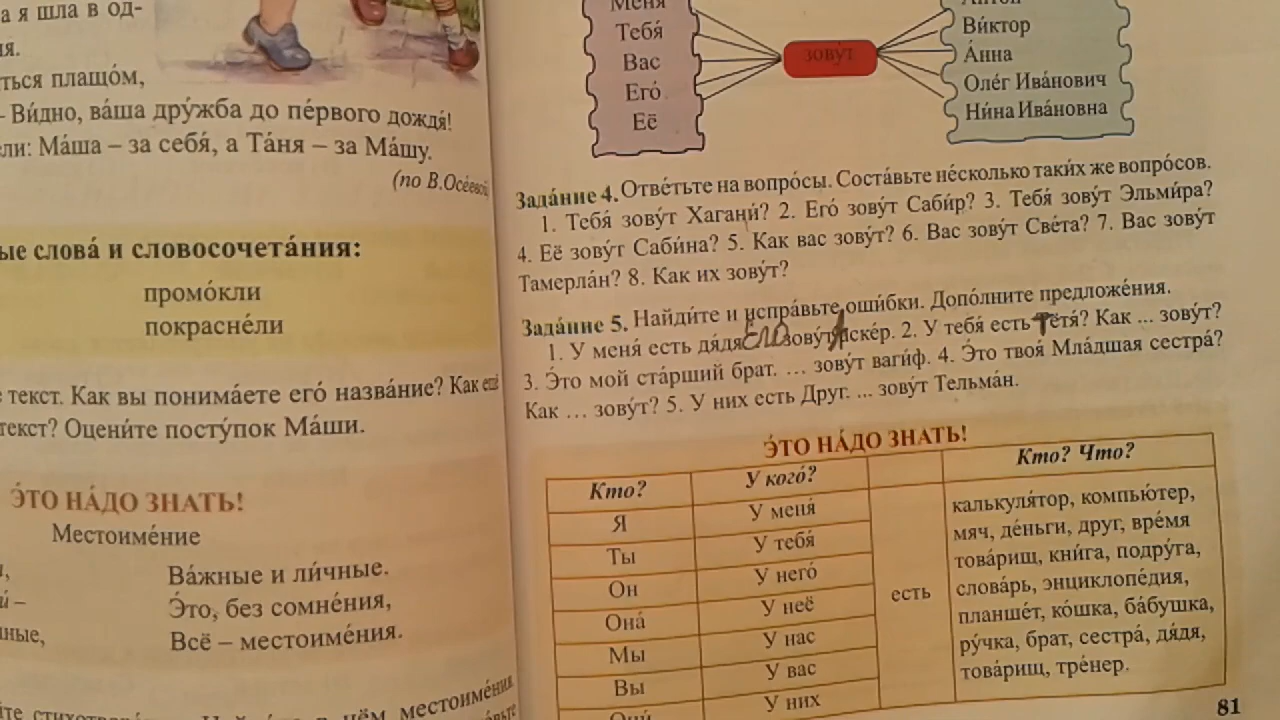 а я шла в од-
ться плащо́м,
– Ви́дно, ва́ша дру́жба до пе́рвого дождя́!
ли: Ма́ша – за себя́, а Та́ня – за Ма́шу.
(по В.Осе́евой
ые слова́ и словосочета́ния:
промо́кли
покрасне́ли
текст. Как вы понима́ете его́ назва́ние? Как ещё
текст? Оцени́те посту́пок Ма́ши.
Э́ТО НА́ДО ЗНАТЬ!
Местоиме́ние
Ва́жные и ли́чные.
Э́то, без сомне́ния,
Всё – местоиме́ния.
Меня
Тебя́
Вас
Его́
Её
зову́т
Анто́н
Ви́ктор
А́нна
Оле́г Ива́нович
Ни́на Ива́новна
Зада́ние 4. Отве́тьте на вопро́сы. Соста́вьте не́сколько таки́х же вопро́сов.
1. Тебя́ зову́т Хагани́? 2. Его́ зову́т Саби́р? 3. Тебя́ зову́т Эльми́ра?
4. Её зову́т Саби́на? 5. Как вас зову́т? 6. Вас зову́т Све́та? 7. Вас зову́т
Тамерла́н? 8. Как их зову́т?
Зада́ние 5. Найди́те и испра́вьте оши́бки. Допо́лните предложе́ния.
1. У меня́ есть дя́дя Его зову́т Аске́р. 2. У тебя́ есть Тётя́? Как ... зову́т?
3. Э́то мой ста́рший брат. ... зову́т ваги́ф. 4. Э́то твоя́ Мла́дшая сестра́?
Как ... зову́т? 5. У них есть Друг. ... зову́т Тельма́н.
Э́ТО НА́ДО ЗНАТЬ!
Кто? У кого́? Кто? Что?
Я У меня́
Ты У тебя́
Он У него́
Она́ У неё
Мы У нас
Вы У вас
Они́ У них
есть
калькуля́тор, компью́тер,
мяч, де́ньги, друг, вре́мя
това́рищ, кни́га, подру́га,
слова́рь, энциклопе́дия,
планше́т, ко́шка, ба́бушка,
ру́чка, брат, сестра́, дя́дя,
това́рищ, тре́нер.
81